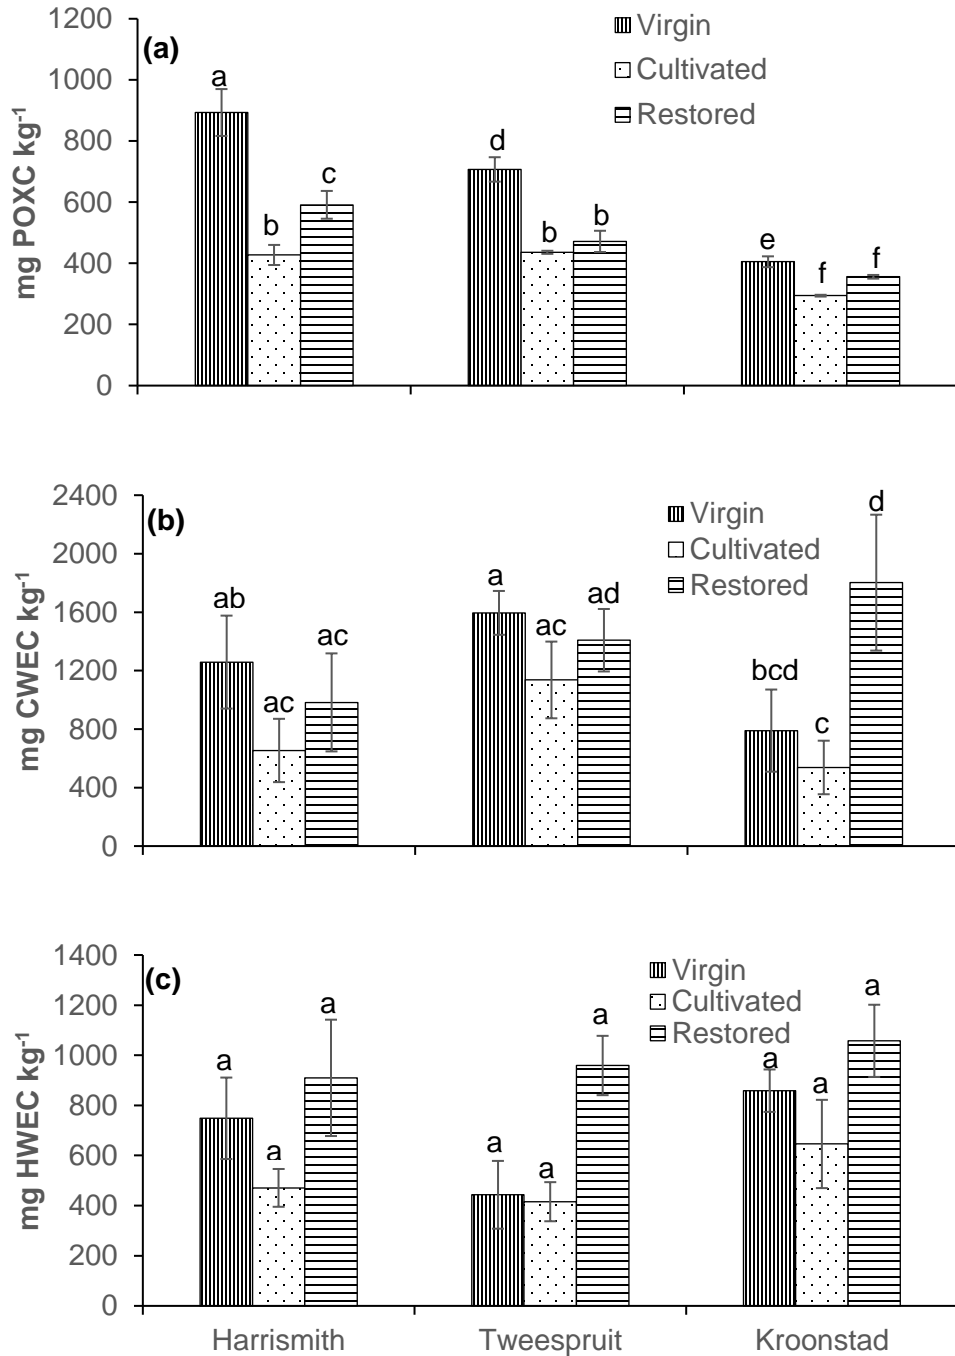 1200
(a)
Virgin
1000
a
Cultivated
Restored
mg POXC kg-1
800
d
c
600
b
b
b
400
e
f
f
200
0
2400
(b)
Virgin
d
2000
Cultivated
Restored
mg CWEC kg-1
1600
ab
a
ad
ac
ac
1200
ac
bcd
800
c
400
0
1400
(c)
Virgin
1200
Cultivated
a
a
Restored
a
mg HWEC kg-1
1000
a
a
800
a
a
600
a
a
400
200
0
Harrismith Tweespruit Kroonstad